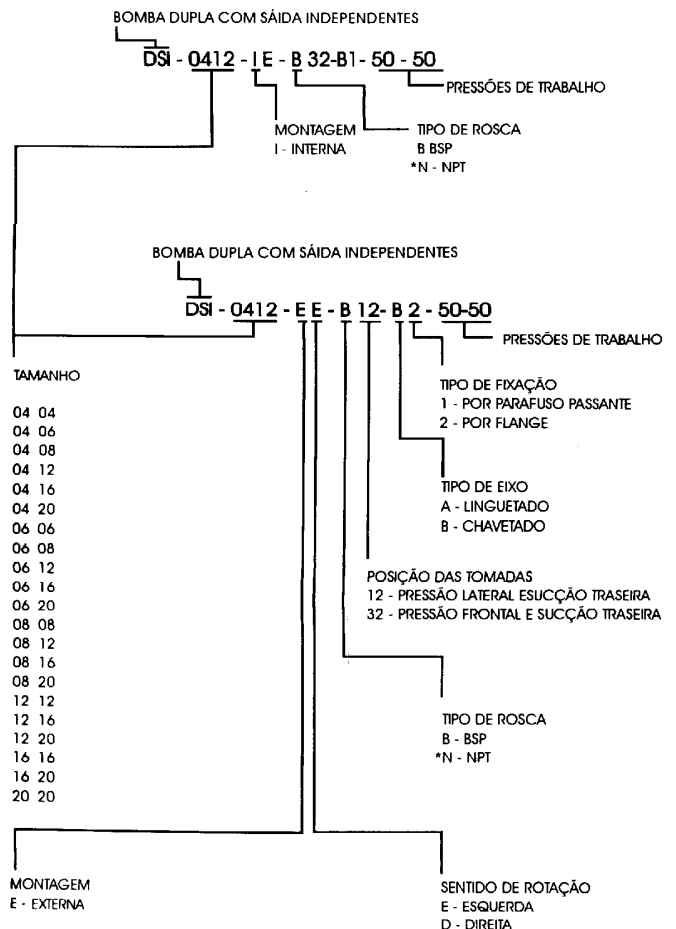 BOMBA DUPLA COM SÁIDA INDEPENDENTES
DSI - 0412 - I E - B 32-B1- 50 - 50
PRESSÕES DE TRABALHO
MONTAGEM
I - INTERNA
TIPO DE ROSCA
B BSP
*N - NPT
BOMBA DUPLA COM SÁIDA INDEPENDENTES
DSI - 0412 - E E - B 12- B 2 - 50-50
PRESSÕES DE TRABALHO
TAMANHO
04 04
04 06
04 08
04 12
04 16
04 20
06 06
06 08
06 12
06 16
06 20
08 08
08 12
08 16
08 20
12 12
12 16
12 20
16 16
16 20
20 20
TIPO DE FIXAÇÃO
1 - POR PARAFUSO PASSANTE
2 - POR FLANGE
TIPO DE EIXO
A - LINGUETADO
B - CHAVETADO
POSIÇÃO DAS TOMADAS
12 - PRESSÃO LATERAL ESUCÇÃO TRASEIRA
32 - PRESSÃO FRONTAL E SUCÇÃO TRASEIRA
TIPO DE ROSCA
B - BSP
*N - NPT
MONTAGEM
E - EXTERNA
SENTIDO DE ROTAÇÃO
E - ESQUERDA
D - DIREITA